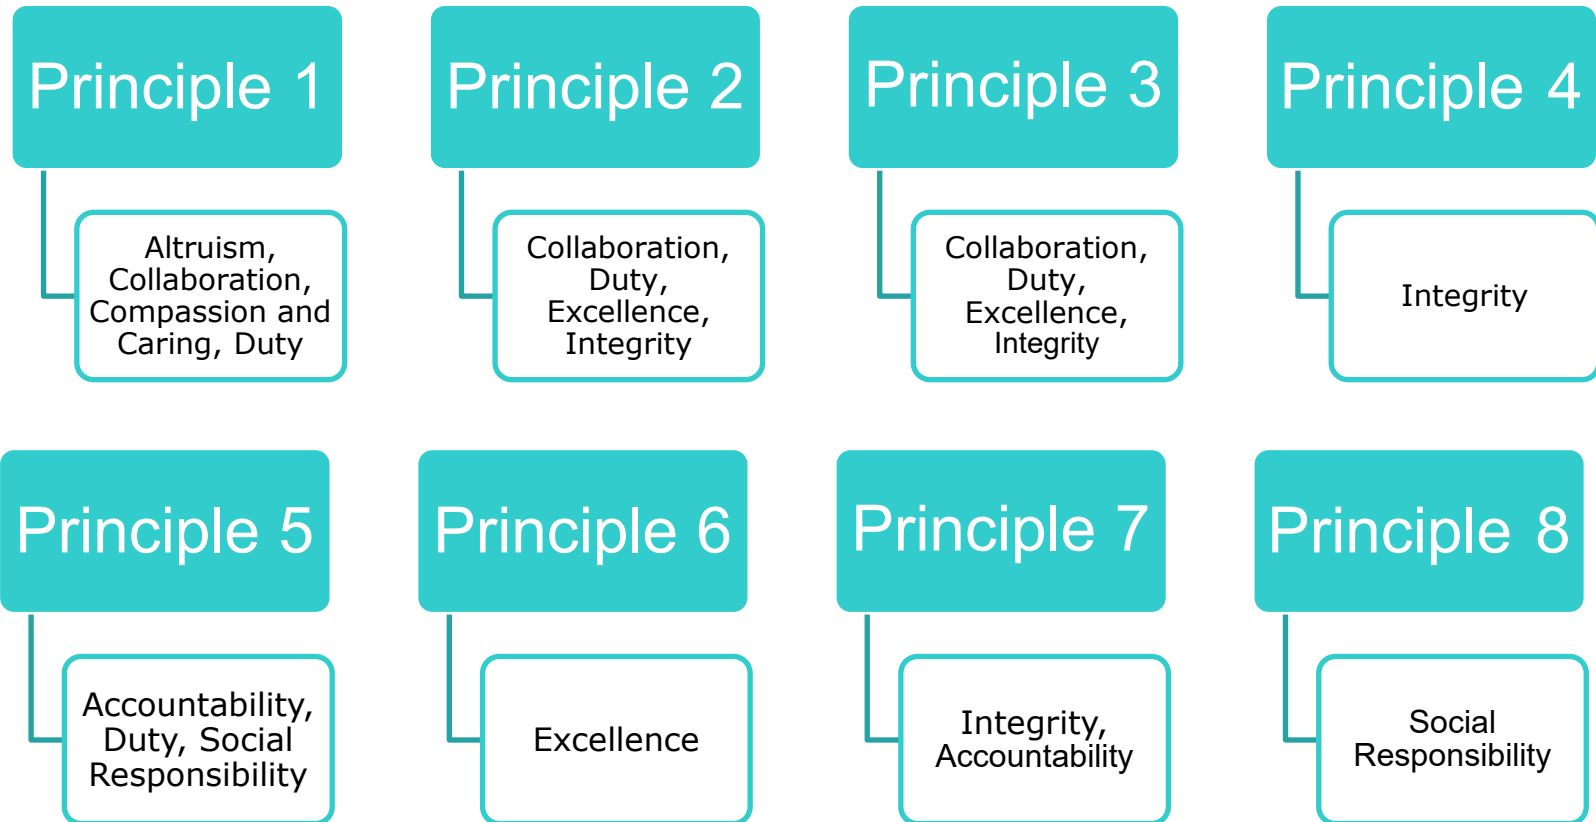 Principle 1
Altruism,
Collaboration,
Compassion and
Caring, Duty
Principle 2
Collaboration,
Duty,
Excellence,
Integrity
Principle 3
Collaboration,
Duty,
Excellence,
Integrity
Principle 4
Integrity
Principle 5
Accountability,
Duty, Social
Responsibility
Principle 6
Excellence
Principle 7
Integrity,
Accountability
Principle 8
Social
Responsibility